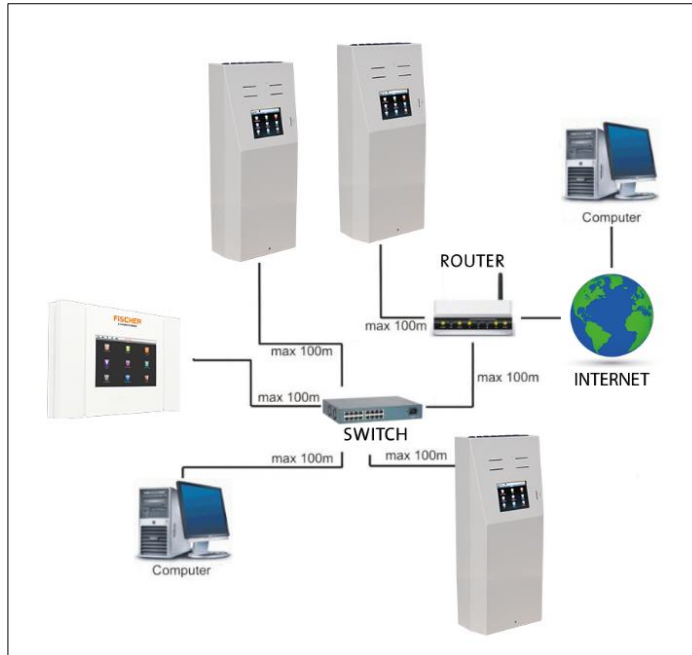 Computer
ROUTER
FISCHER
max 100m
INTERNET
max 100m
max 100m
max 100m
SWITCH
max 100m
max 100m
Computer